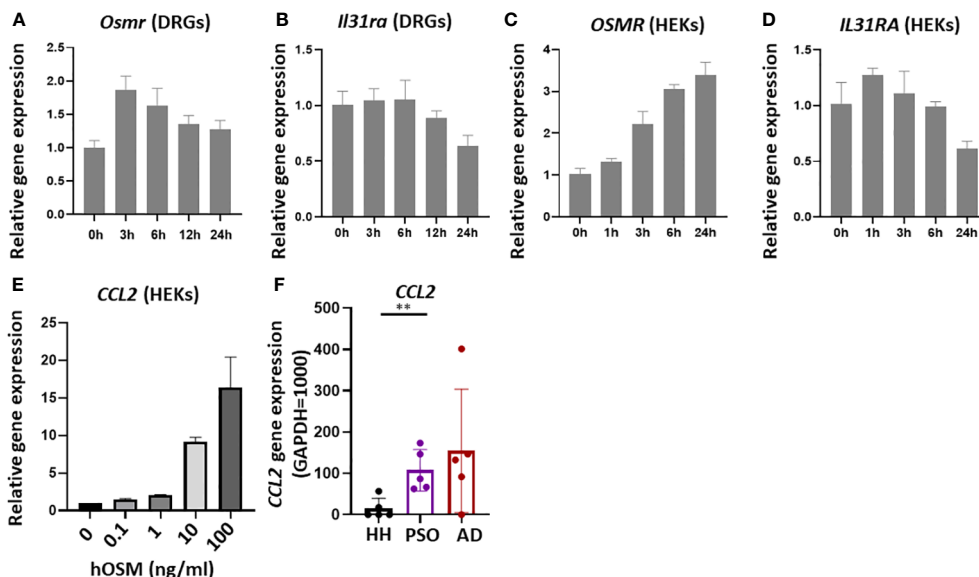 A
Osmr (DRGs)
Relative gene expression
2.5
2.0
1.5
1.0
0.5
0.0
0h 3h 6h 12h 24h
B
Il31ra (DRGs)
Relative gene expression
1.5
1.0
0.5
0.0
0h 3h 6h 12h 24h
C
OSMR (HEKs)
Relative gene expression
4
3
2
1
0
0h 1h 3h 6h 24h
D
IL31RA (HEKs)
Relative gene expression
1.5
1.0
0.5
0.0
0h 1h 3h 6h 24h
E
CCL2 (HEKs)
Relative gene expression
25
20
15
10
5
0
0 0.1 1 10 100
hOSM (ng/ml)
F
CCL2
**
CCL2 gene expression
(GAPDH=1000)
500
400
300
200
100
0
HH PSO AD